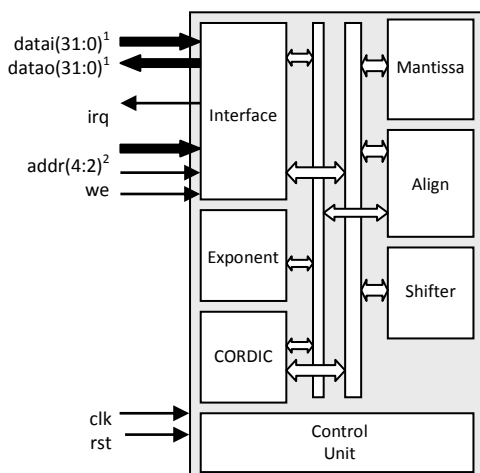 datai(31:0)1
datao(31:0)1
irq
addr(4:2)2
we
clk
rst
Interface
Exponent
CORDIC
Mantissa
Align
Shifter
Control
Unit